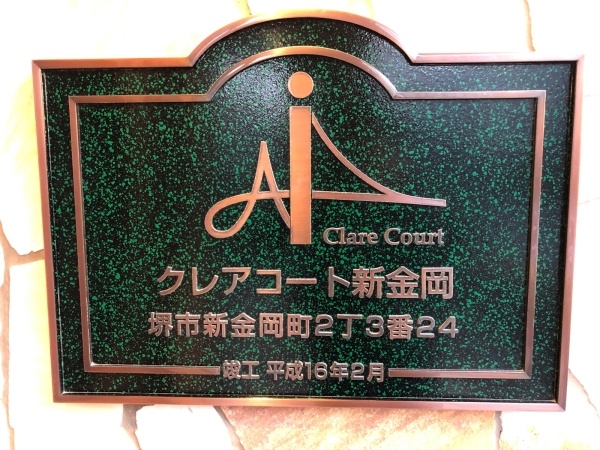 Clare Court
クレアコート新金岡
堺市新金岡町2丁3番24
竣工 平成16年2月